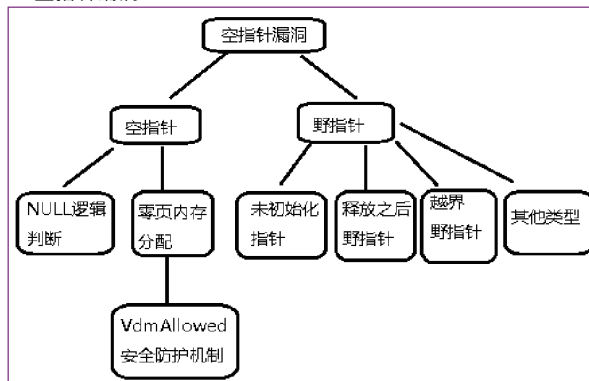 空指针漏洞
空指针
野指针
NULL逻辑
判断
零页内存
分配
未初始化
指针
释放之后
野指针
越界
野指针
其他类型
VdmAllowed
安全防护机制